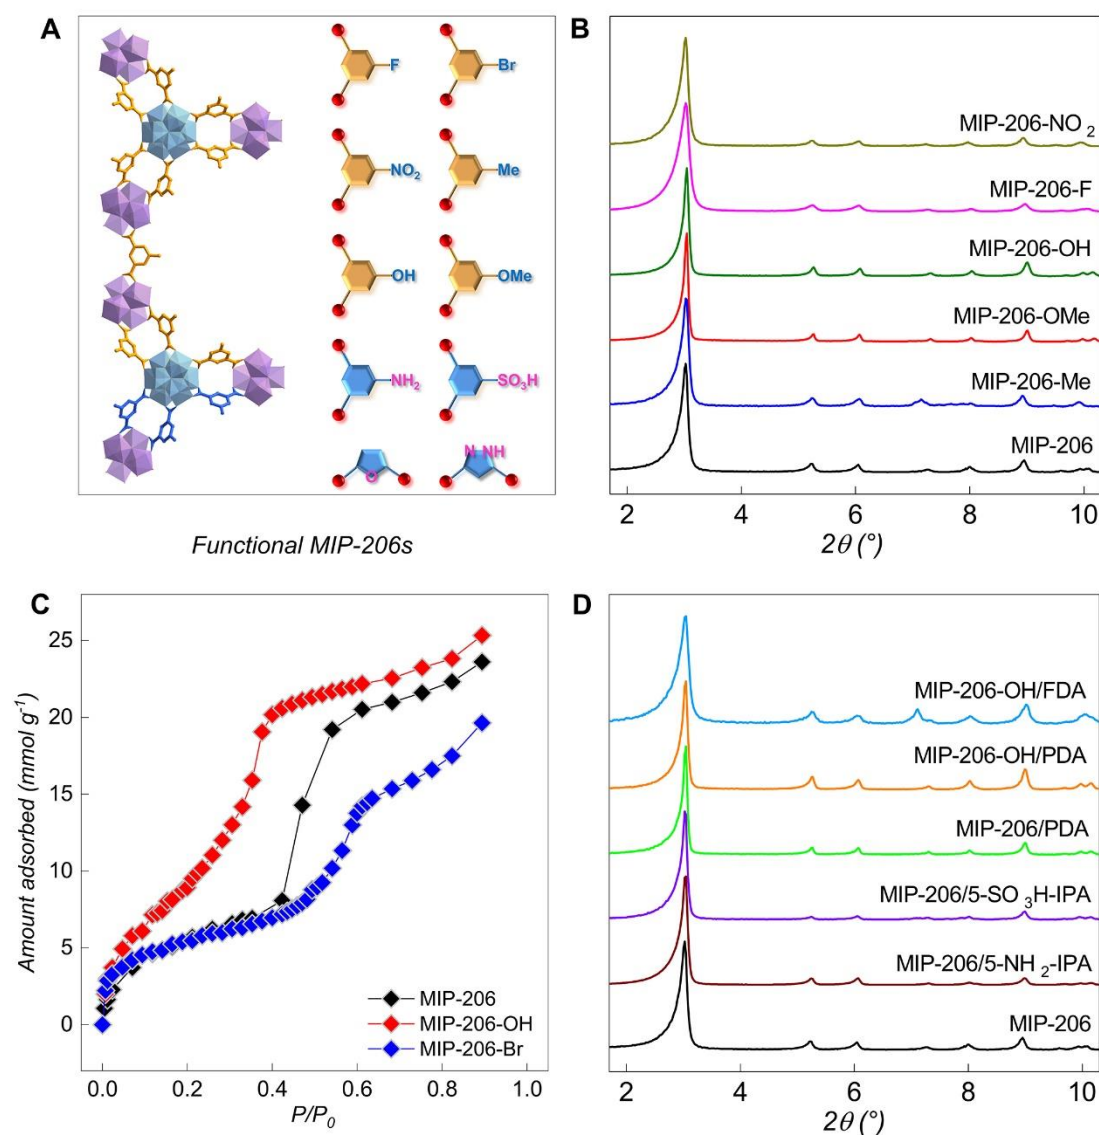 A
F
Br
NO2
Me
OH
OMe
NH2
SO3H
O
N NH
Functional MIP-206s
B
MIP-206-NO2
MIP-206-F
MIP-206-OH
MIP-206-OMe
MIP-206-Me
MIP-206
2 4 6 8 10
2θ (°)
C
Amount adsorbed (mmol g-1)
25
20
15
10
5
0
MIP-206
MIP-206-OH
MIP-206-Br
0.0 0.2 0.4 0.6 0.8 1.0
P/P0
D
MIP-206-OH/FDA
MIP-206-OH/PDA
MIP-206/PDA
MIP-206/5-SO3H-IPA
MIP-206/5-NH2-IPA
MIP-206
2 4 6 8 10
2θ (°)